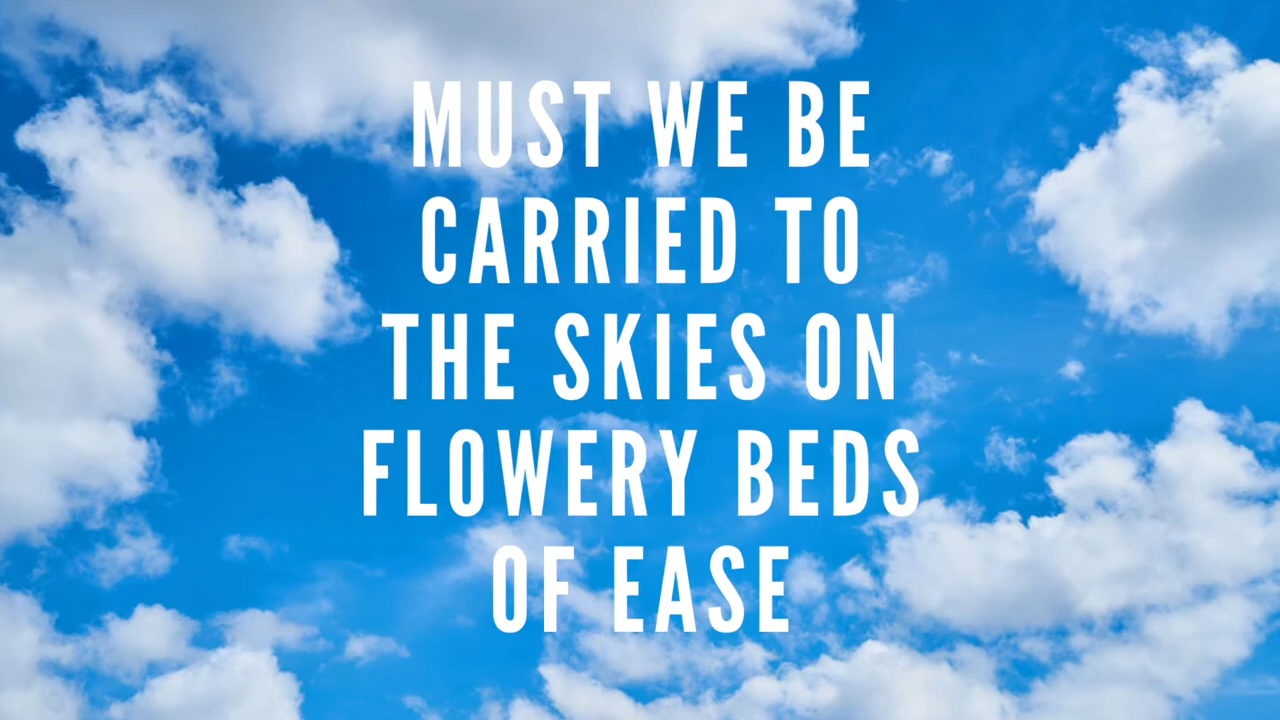 MUST WE BE
CARRIED TO
THE SKIES ON
FLOWERY BEDS
OF EASE